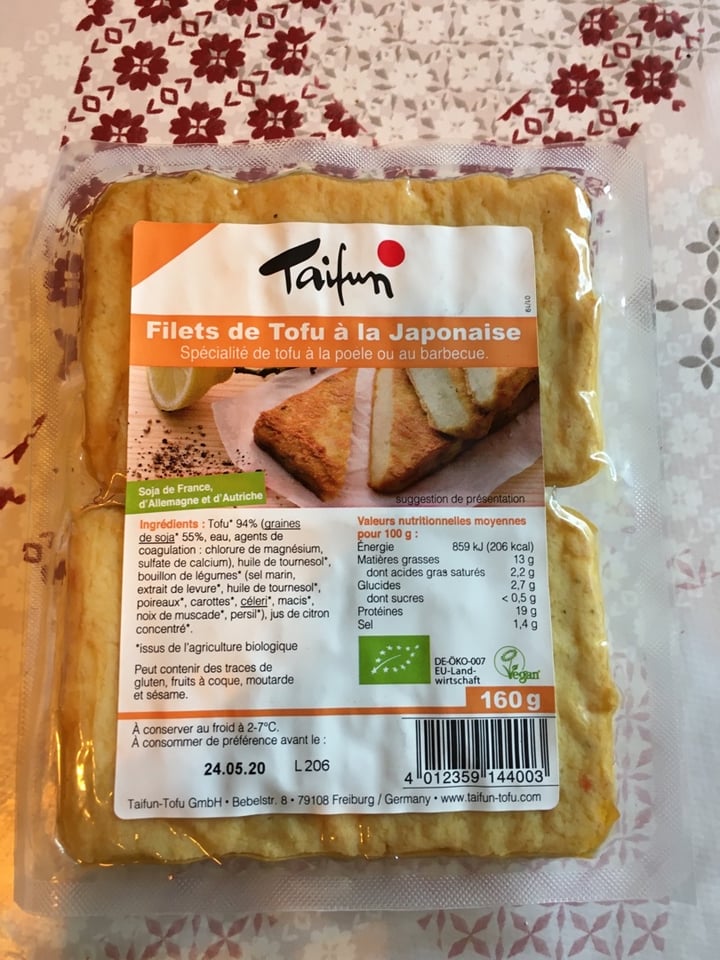 Taifun
01/19
Filets de Tofu à la Japonaise
Spécialité de tofu à la poele ou au barbecue.
Soja de France,
d'Allemagne et d'Autriche
suggestion de présentation
Ingrédients : Tofu* 94% (graines
de soja* 55%, eau, agents de
coagulation : chlorure de magnésium,
sulfate de calcium), huile de tournesol*,
bouillon de légumes* (sel marin,
extrait de levure*, huile de tournesol*,
poireaux*, carottes*, céleri*, macis*,
noix de muscade*, persil*), jus de citron
concentré*.
*issus de l'agriculture biologique
Peut contenir des traces de
gluten, fruits à coque, moutarde
et sésame.
Valeurs nutritionnelles moyennes
pour 100 g :
Énergie 859 kJ (206 kcal)
Matières grasses 13 g
dont acides gras saturés 2,2 g
Glucides 2,7 g
dont sucres < 0,5 g
Protéines 19 g
Sel 1,4 g
DE-ÖKO-007
EU-Land-
wirtschaft
Vegan
160 g
À conserver au froid à 2-7°C.
À consommer de préférence avant le :
24.05.20 L206
4 012359 144003
Taifun-Tofu GmbH • Bebelstr. 8 • 79108 Freiburg / Germany • www.taifun-tofu.com